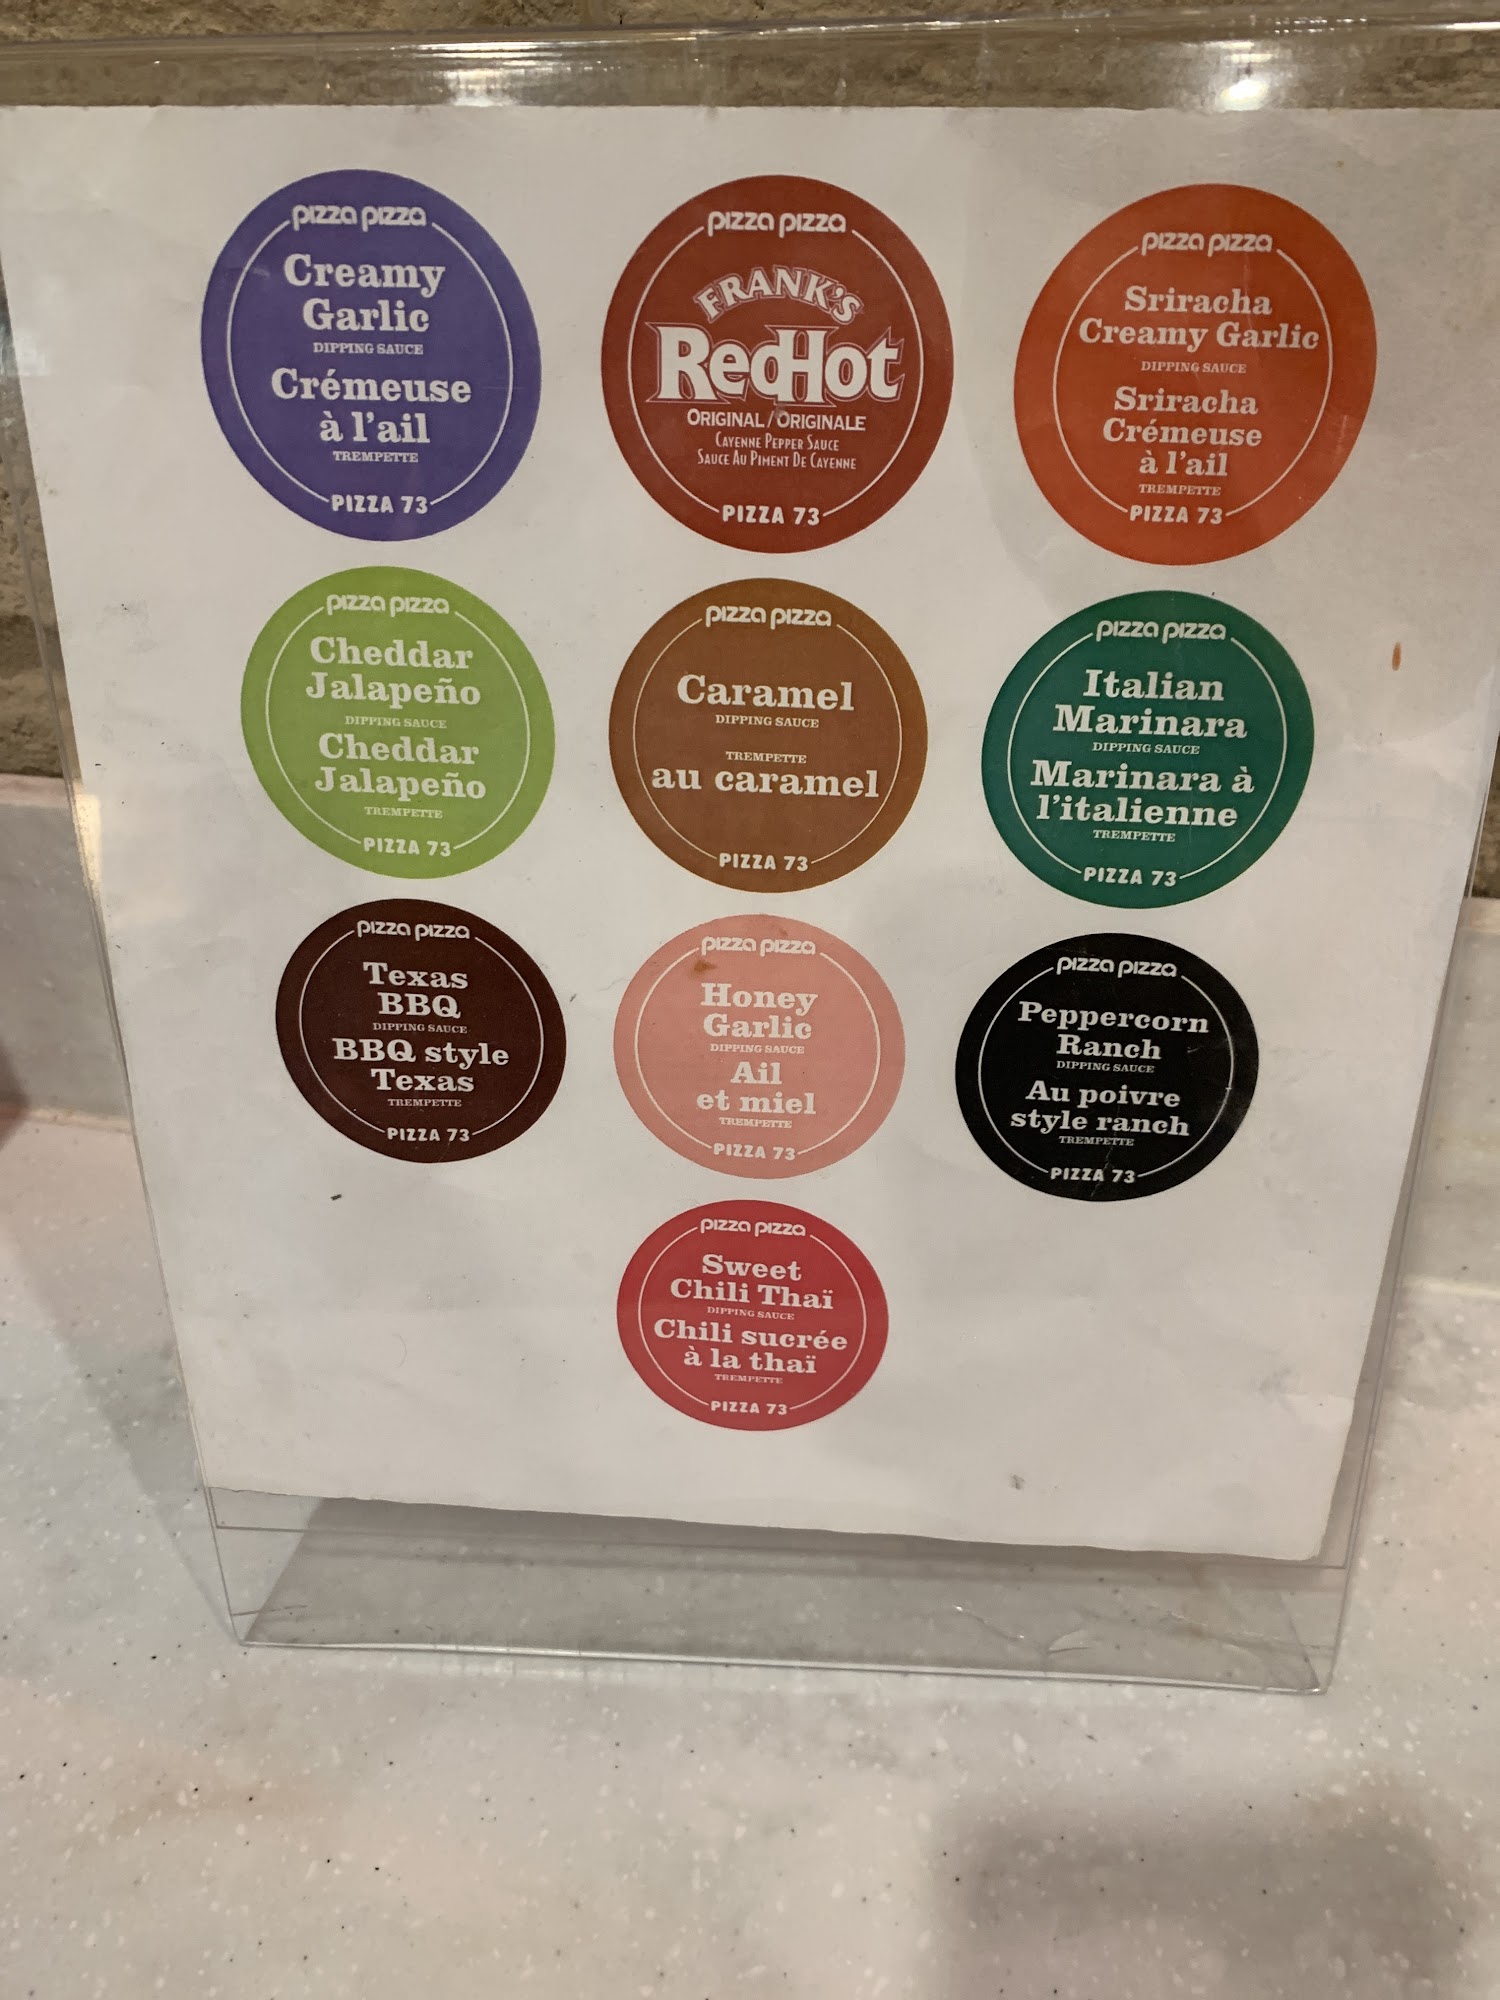 pizza pizza
Creamy
Garlic
DIPPING SAUCE
Crémeuse
à l'ail
TREMPETTE
PIZZA 73
pizza pizza
FRANK'S
RedHot
ORIGINAL / ORIGINALE
CAYENNE PEPPER SAUCE
SAUCE AU PIMENT DE CAYENNE
PIZZA 73
pizza pizza
Sriracha
Creamy Garlic
DIPPING SAUCE
Sriracha
Crémeuse
à l'ail
TREMPETTE
PIZZA 73
pizza pizza
Cheddar
Jalapeño
DIPPING SAUCE
Cheddar
Jalapeño
TREMPETTE
PIZZA 73
pizza pizza
Caramel
DIPPING SAUCE
TREMPETTE
au caramel
PIZZA 73
pizza pizza
Italian
Marinara
DIPPING SAUCE
Marinara à
l'italienne
TREMPETTE
PIZZA 73
pizza pizza
Texas
BBQ
DIPPING SAUCE
BBQ style
Texas
TREMPETTE
PIZZA 73
pizza pizza
Honey
Garlic
DIPPING SAUCE
Ail
et miel
TREMPETTE
PIZZA 73
pizza pizza
Peppercorn
Ranch
DIPPING SAUCE
Au poivre
style ranch
TREMPETTE
PIZZA 73
pizza pizza
Sweet
Chili Thaï
DIPPING SAUCE
Chili sucrée
à la thaï
TREMPETTE
PIZZA 73